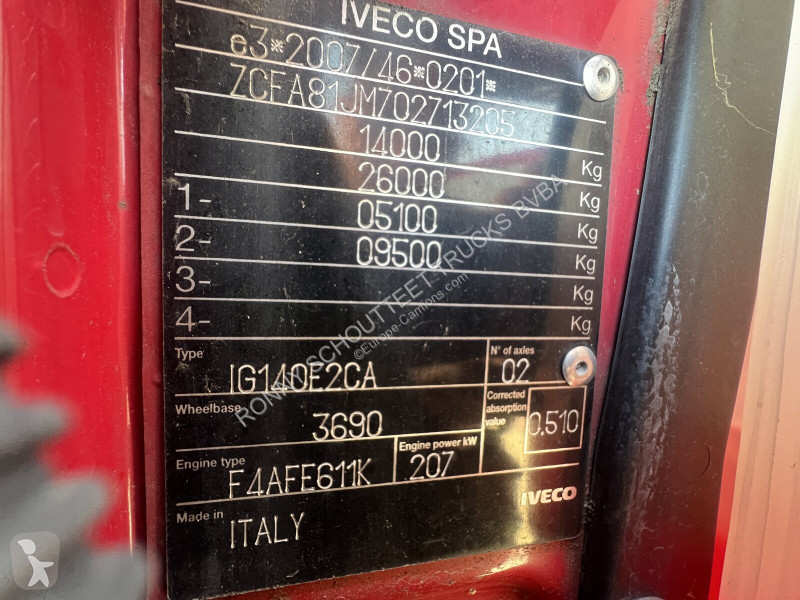 IVECO SPA
e3*2007/46*0201*
ZCFA81JM702713205
14000 Kg
26000 Kg
1- 05100 Kg
2- 09500 Kg
3- Kg
4- Kg
Type IG140E2CA N° of axles 02
Wheelbase 3690 Corrected absorption value 0.510
Engine type F4AFE611K Engine power kW 207
Made in ITALY IVECO
RONNY SCHOUTTEET TRUCKS BVBA
©Europe-Camions.com